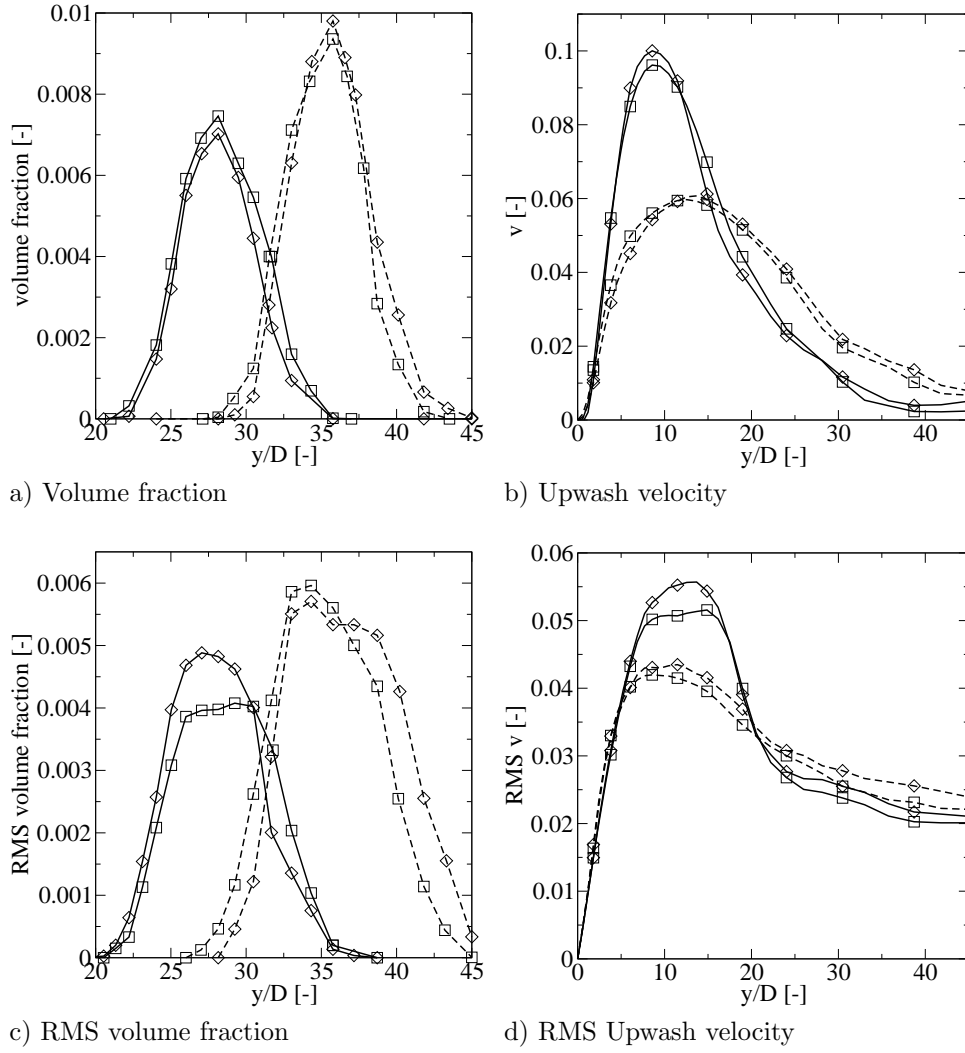 0.01
0.008
0.006
0.004
0.002
0
volume fraction [-]
20 25 30 35 40 45
y/D [-]
a) Volume fraction
0.1
0.08
0.06
0.04
0.02
0
v [-]
0 10 20 30 40
y/D [-]
b) Upwash velocity
0.006
0.005
0.004
0.003
0.002
0.001
0
RMS volume fraction [-]
20 25 30 35 40 45
y/D [-]
c) RMS volume fraction
0.06
0.05
0.04
0.03
0.02
0.01
0
RMS v [-]
0 10 20 30 40
y/D [-]
d) RMS Upwash velocity